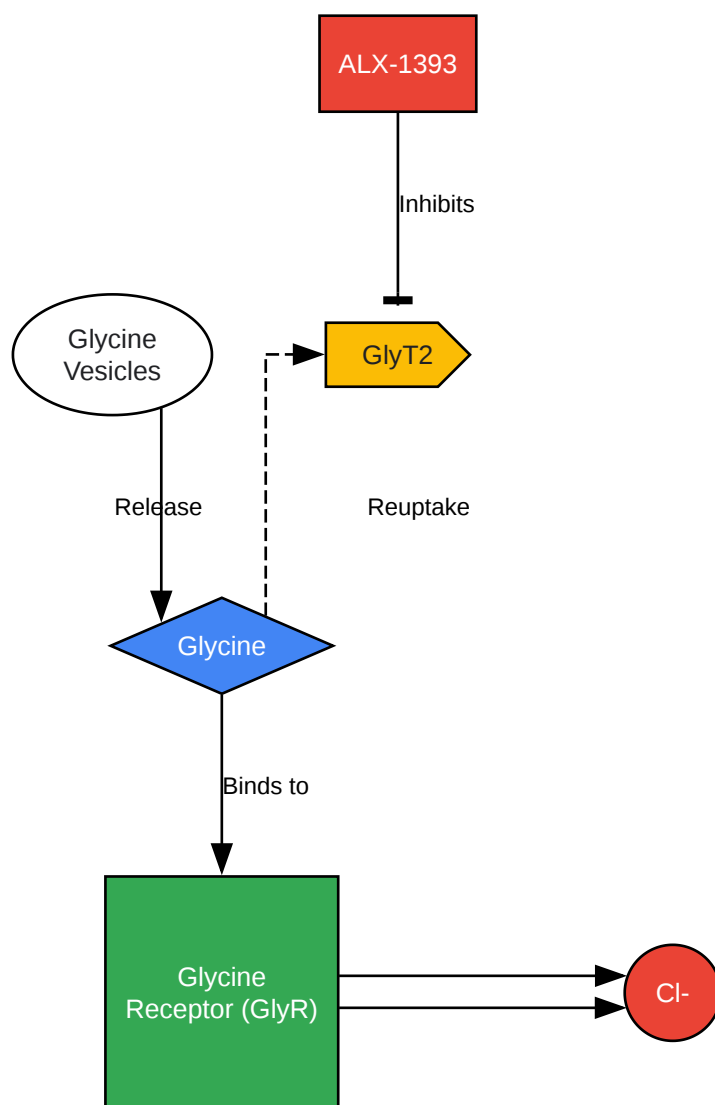 ALX-1393
Inhibits
Glycine
Vesicles
GlyT2
Release
Reuptake
Glycine
Binds to
Glycine
Receptor (GlyR)
Cl-